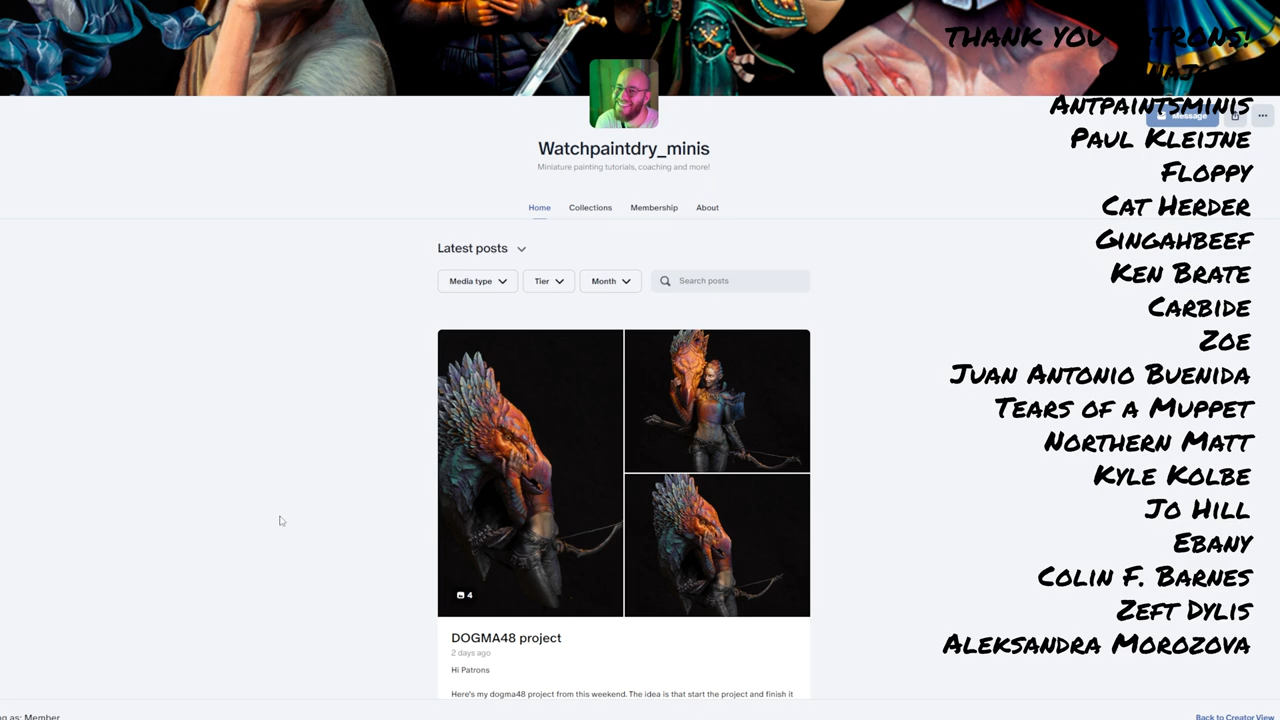 THANK YOU PATRONS!
ANTPAINTSMINIS
Message
PAUL KLEIJNE
Watchpaintdry_minis
Miniature painting tutorials, coaching and more!
FLOPPY
Home Collections Membership About
CAT HERDER
Latest posts
GINGAHBEEF
Media type Tier Month Search posts
KEN BRATE
CARBIDE
ZOE
JUAN ANTONIO BUENIDA
TEARS OF A MUPPET
NORTHERN MATT
KYLE KOLBE
JO HILL
EBANY
COLIN F. BARNES
4
ZEFT DYLIS
DOGMA48 project
ALEKSANDRA MOROZOVA
2 days ago
Hi Patrons
Here's my dogma48 project from this weekend. The idea is that start the project and finish it
as: Member
Back to Creator View